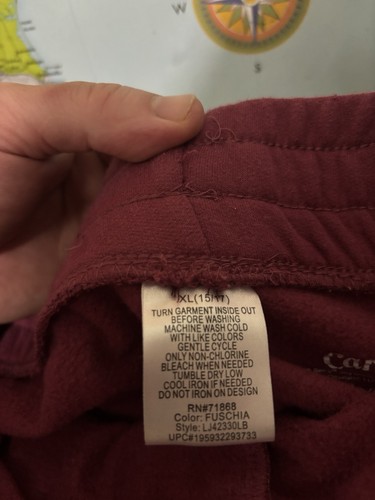 W
S
XL(15/17)
TURN GARMENT INSIDE OUT
BEFORE WASHING
MACHINE WASH COLD
WITH LIKE COLORS
GENTLE CYCLE
ONLY NON-CHLORINE
BLEACH WHEN NEEDED
TUMBLE DRY LOW
COOL IRON IF NEEDED
DO NOT IRON ON DESIGN
RN#71868
Color: FUSCHIA
Style: LJ42330LB
UPC#195932293733